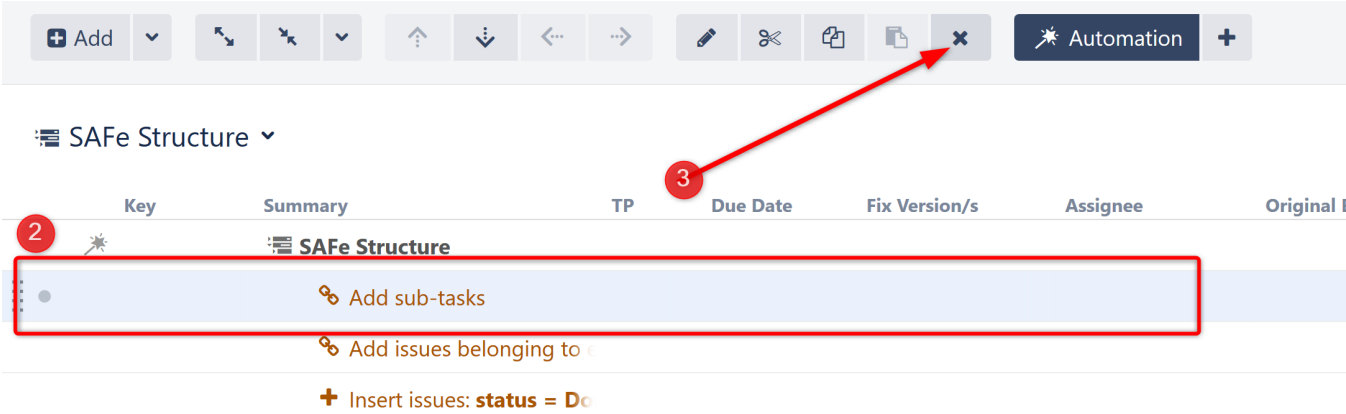 Add
Automation
SAFe Structure
3
Key Summary TP Due Date Fix Version/s Assignee Original
2
SAFe Structure
Add sub-tasks
Add issues belonging to
Insert issues: status = Do